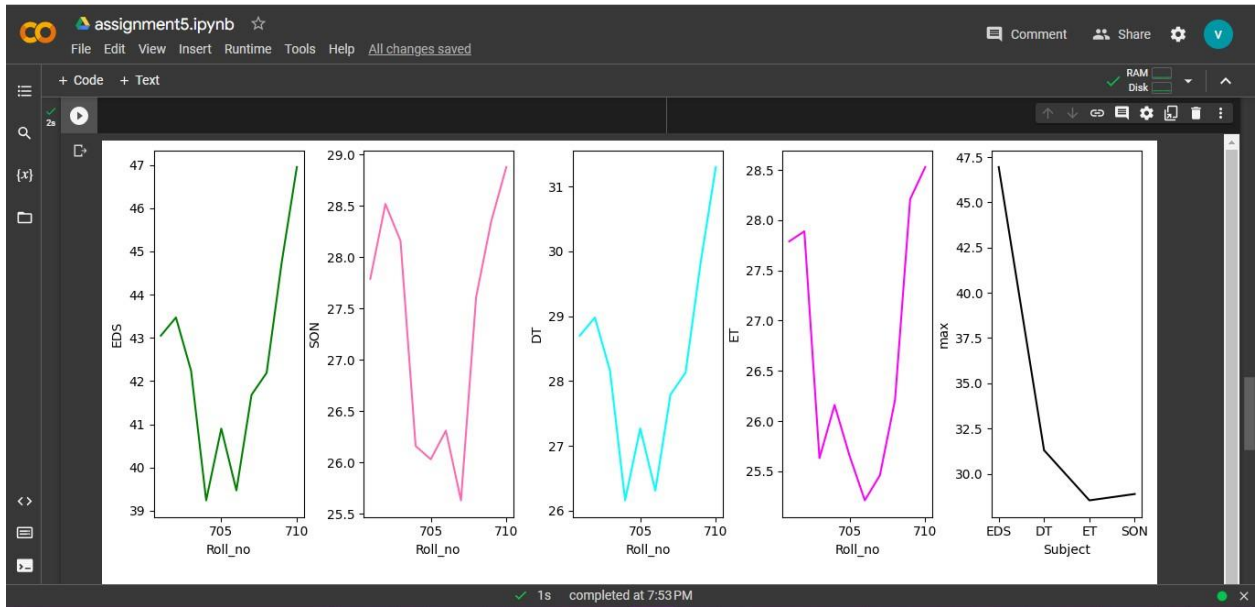 assignment5.ipynb
File Edit View Insert Runtime Tools Help All changes saved
Comment Share V
+ Code + Text
RAM
Disk
2s
{x}
47
46
45
44
43
42
41
40
39
EDS
705 710
Roll_no
29.0
28.5
28.0
27.5
27.0
26.5
26.0
25.5
SON
705 710
Roll_no
31
30
29
28
27
26
DT
705 710
Roll_no
28.5
28.0
27.5
27.0
26.5
26.0
25.5
ET
705 710
Roll_no
47.5
45.0
42.5
40.0
37.5
35.0
32.5
30.0
max
EDS DT ET SON
Subject
1s completed at 7:53 PM